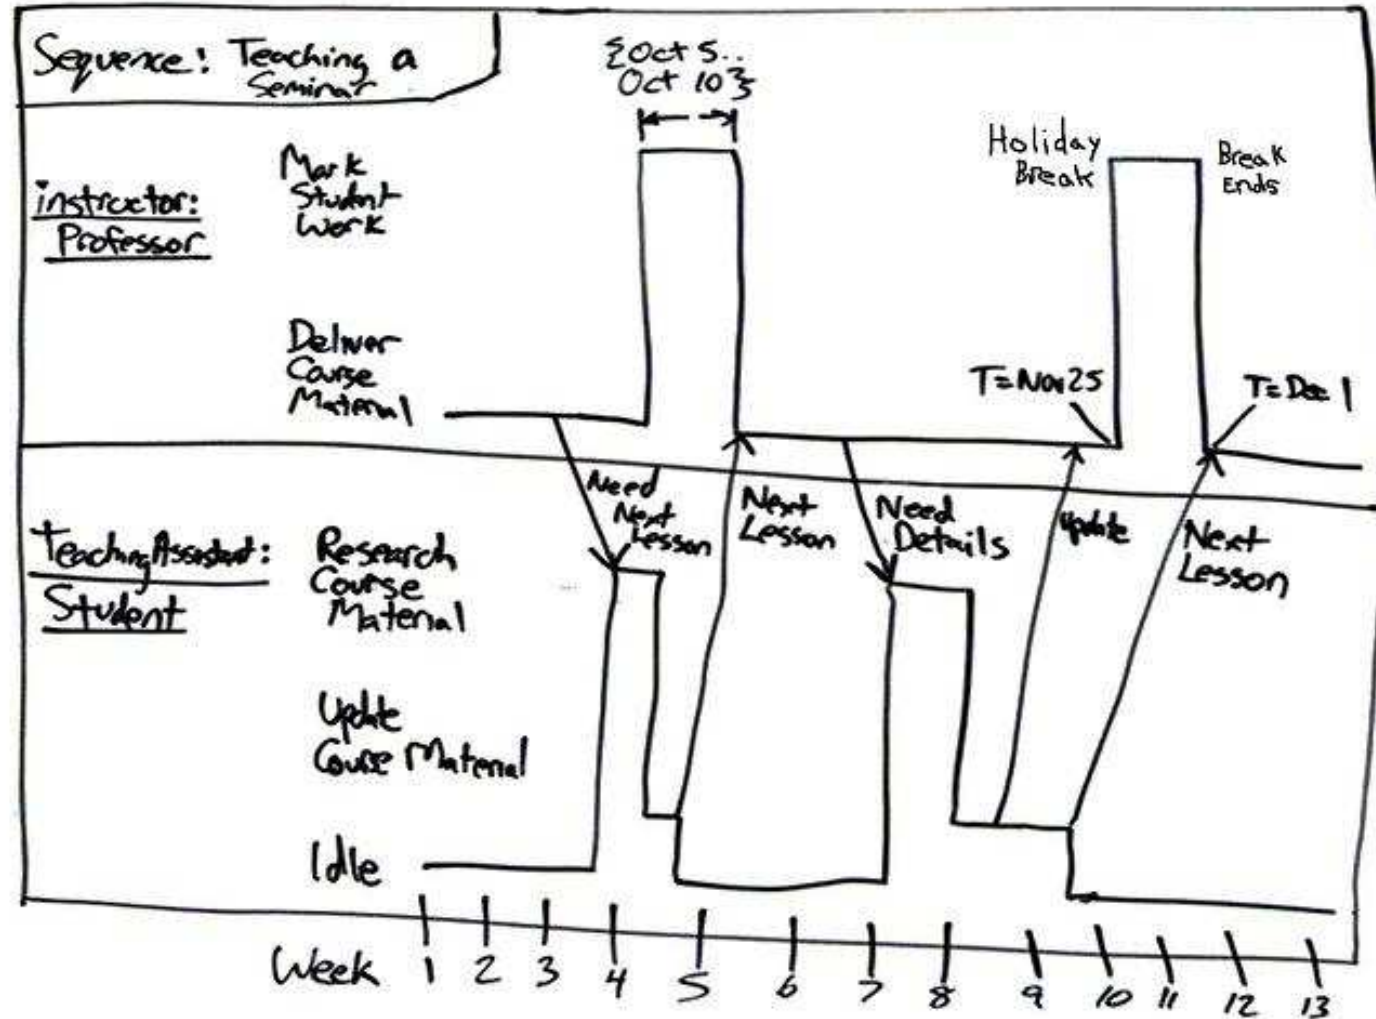 Sequence: Teaching a
Seminar
{Oct 5..
Oct 10}
instructor:
Professor
Mark
Student
Work
Deliver
Course
Material
Holiday
Break
Break
Ends
T=Nov 25
T=Dec 1
Need
Next
Lesson
Next
Lesson
Need
Details
Update
Next
Lesson
Teaching Assistant:
Student
Research
Course
Material
Update
Course Material
Idle
Week 1 2 3 4 5 6 7 8 9 10 11 12 13